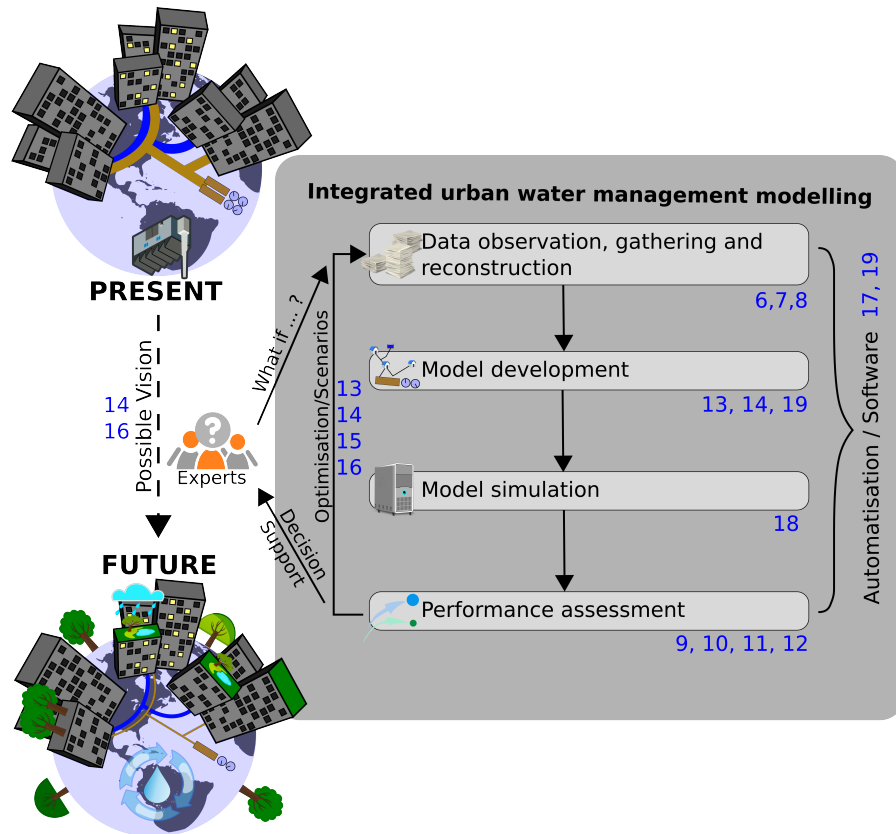 Integrated urban water management modelling
Data observation, gathering and
reconstruction
6,7,8
Model development
13, 14, 19
Model simulation
18
Performance assessment
9, 10, 11, 12
Automatisation / Software
17, 19
Optimisation/Scenarios
13
14
15
16
What if ... ?
Decision
Support
Experts
PRESENT
Possible Vision
14
16
FUTURE